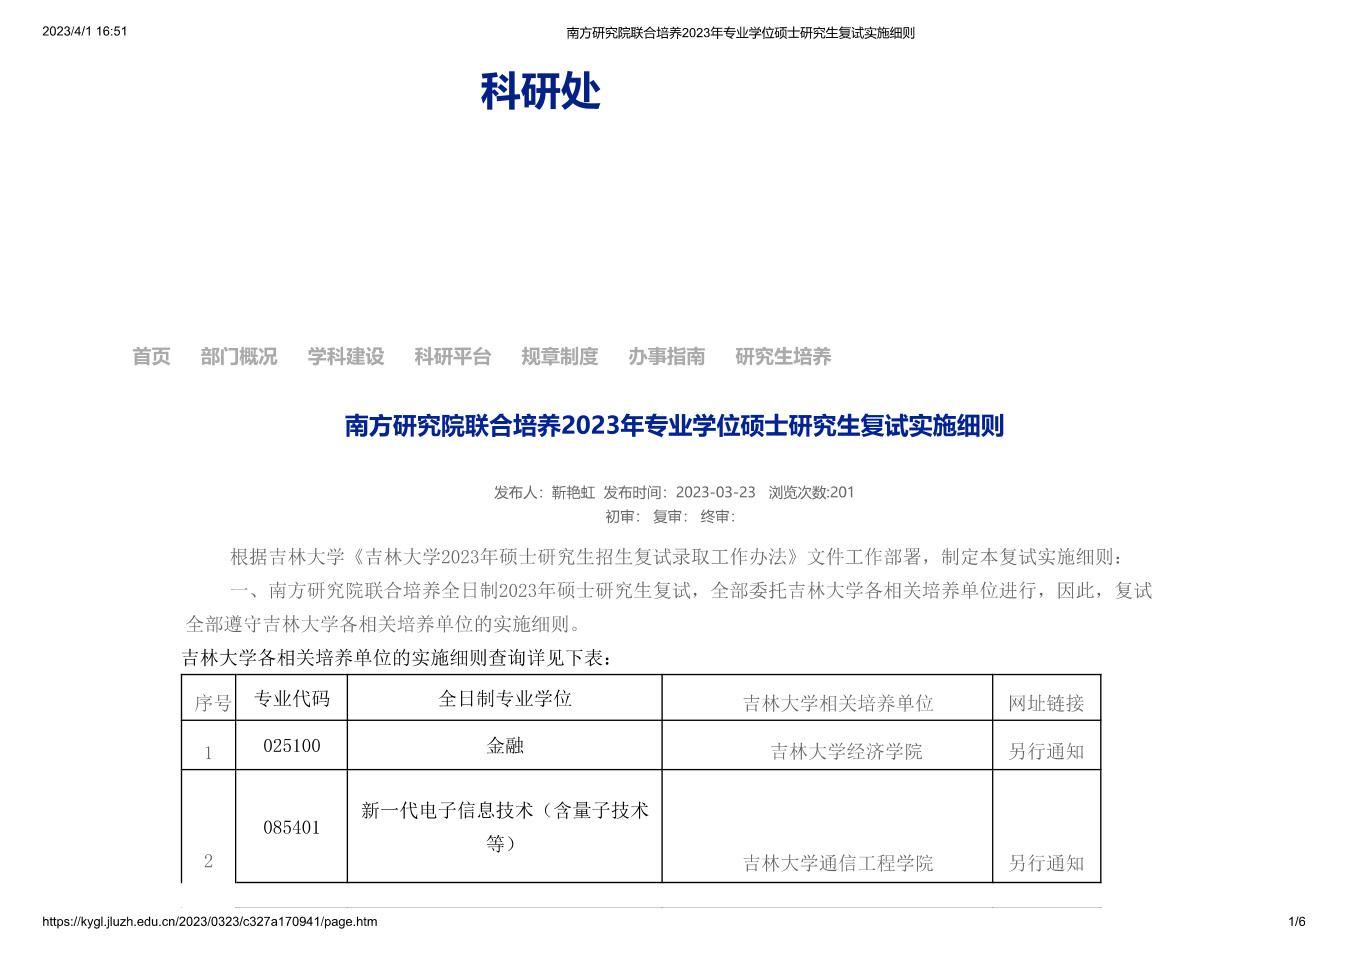 2023/4/1 16:51
南方研究院联合培养2023年专业学位硕士研究生复试实施细则
科研处
首页 部门概况 学科建设 科研平台 规章制度 办事指南 研究生培养
南方研究院联合培养2023年专业学位硕士研究生复试实施细则
发布人：靳艳虹 发布时间：2023-03-23 浏览次数:201
初审： 复审： 终审：
根据吉林大学《吉林大学2023年硕士研究生招生复试录取工作办法》文件工作部署，制定本复试实施细则：
一、南方研究院联合培养全日制2023年硕士研究生复试，全部委托吉林大学各相关培养单位进行，因此，复试
全部遵守吉林大学各相关培养单位的实施细则。
吉林大学各相关培养单位的实施细则查询详见下表：
序号 专业代码 全日制专业学位 吉林大学相关培养单位 网址链接
1 025100 金融 吉林大学经济学院 另行通知
新一代电子信息技术（含量子技术
085401
等）
2 吉林大学通信工程学院 另行通知
https://kygl.jluzh.edu.cn/2023/0323/c327a170941/page.htm
1/6